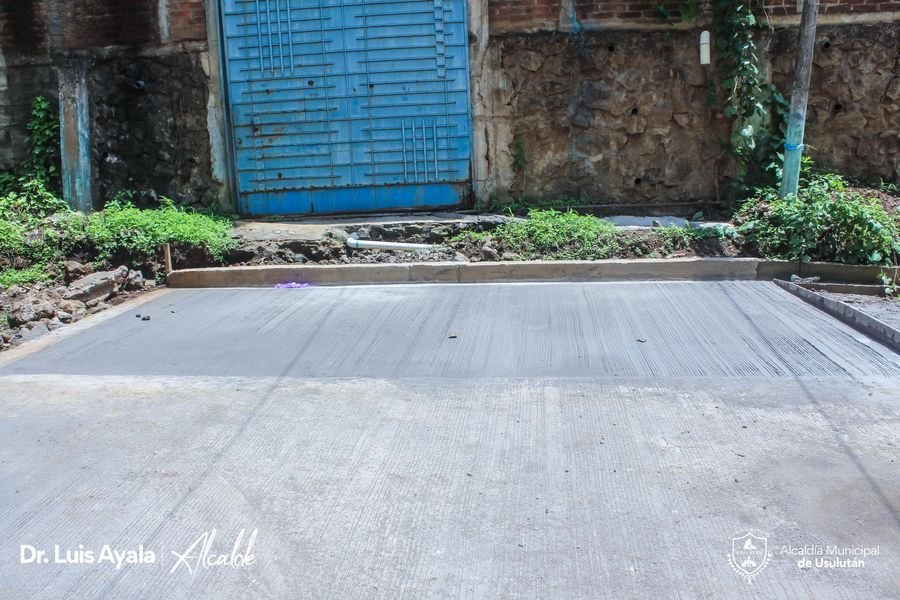 Dr. Luis Ayala
Alcalde
Alcaldía Municipal
de Usulután